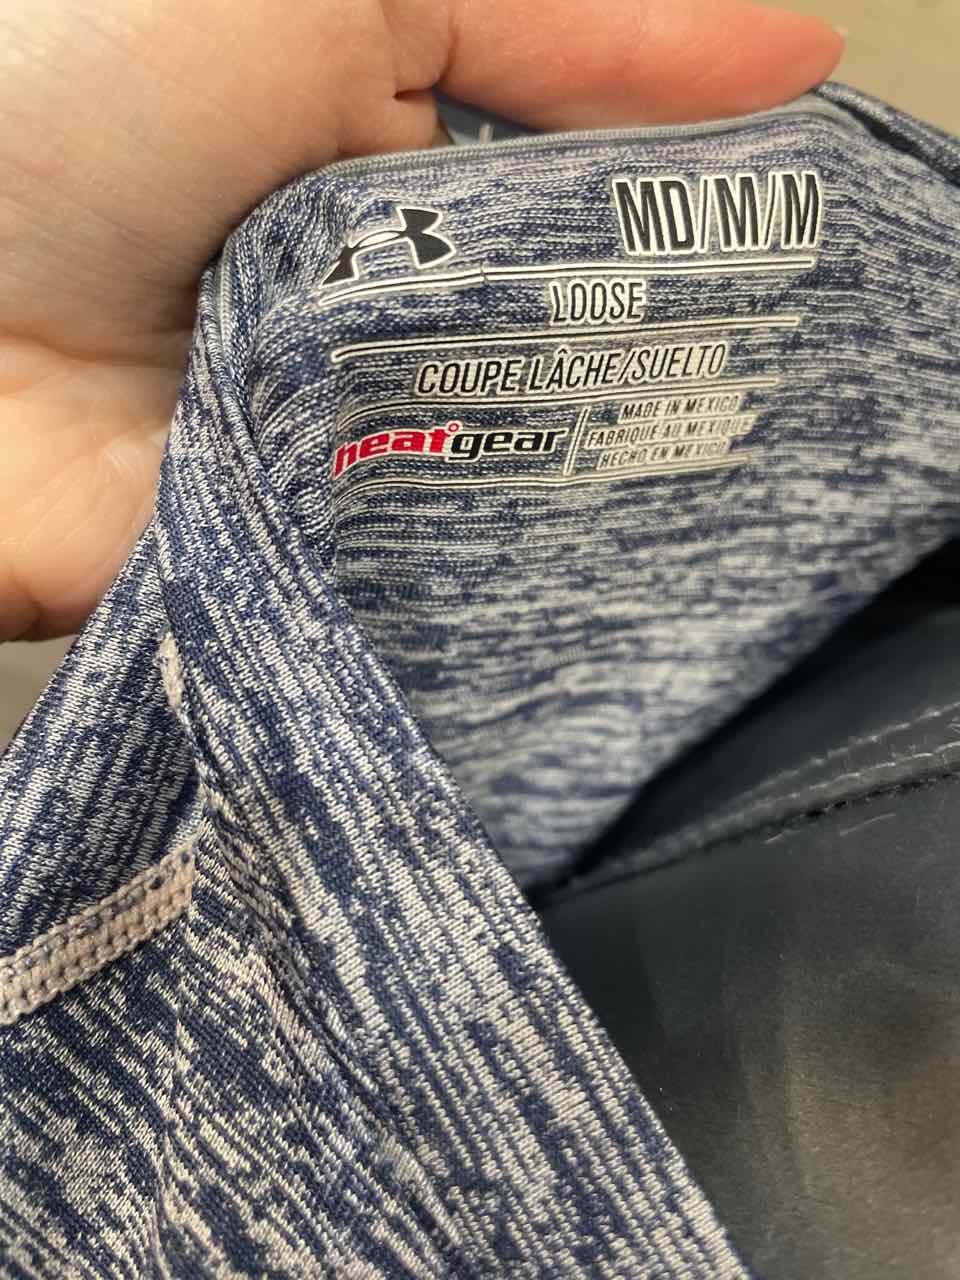 MD/M/M
LOOSE
COUPE LÂCHE/SUELTO
heatgear
MADE IN MEXICO
FABRIQUÉ AU MEXIQUE
HECHO EN MEXICO